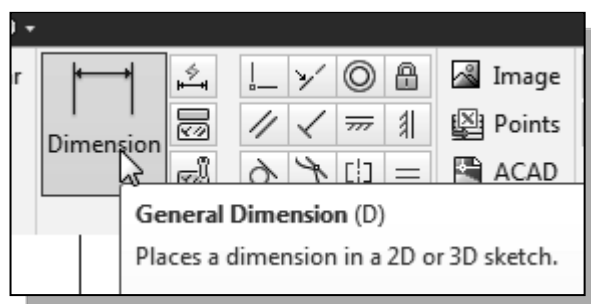 r
Image
Dimension
Points
ACAD
General Dimension (D)
Places a dimension in a 2D or 3D sketch.